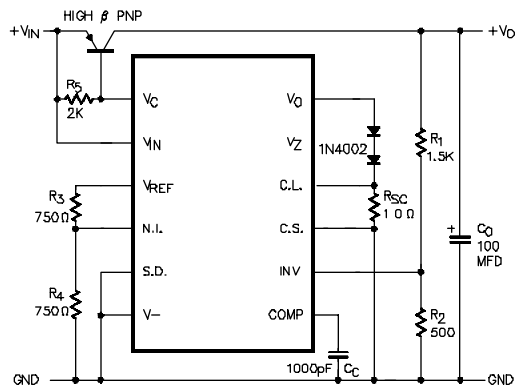 HIGH β PNP
+VIN
+VO
R5
2K
VC
VO
VIN
VZ
1N4002
R1
1.5K
VREF
C.L.
R3
750Ω
RSC
10Ω
N.I.
C.S.
CO
100
MFD
+
S.D.
INV
R4
750Ω
V-
COMP
R2
500
1000pF CC
GND
GND